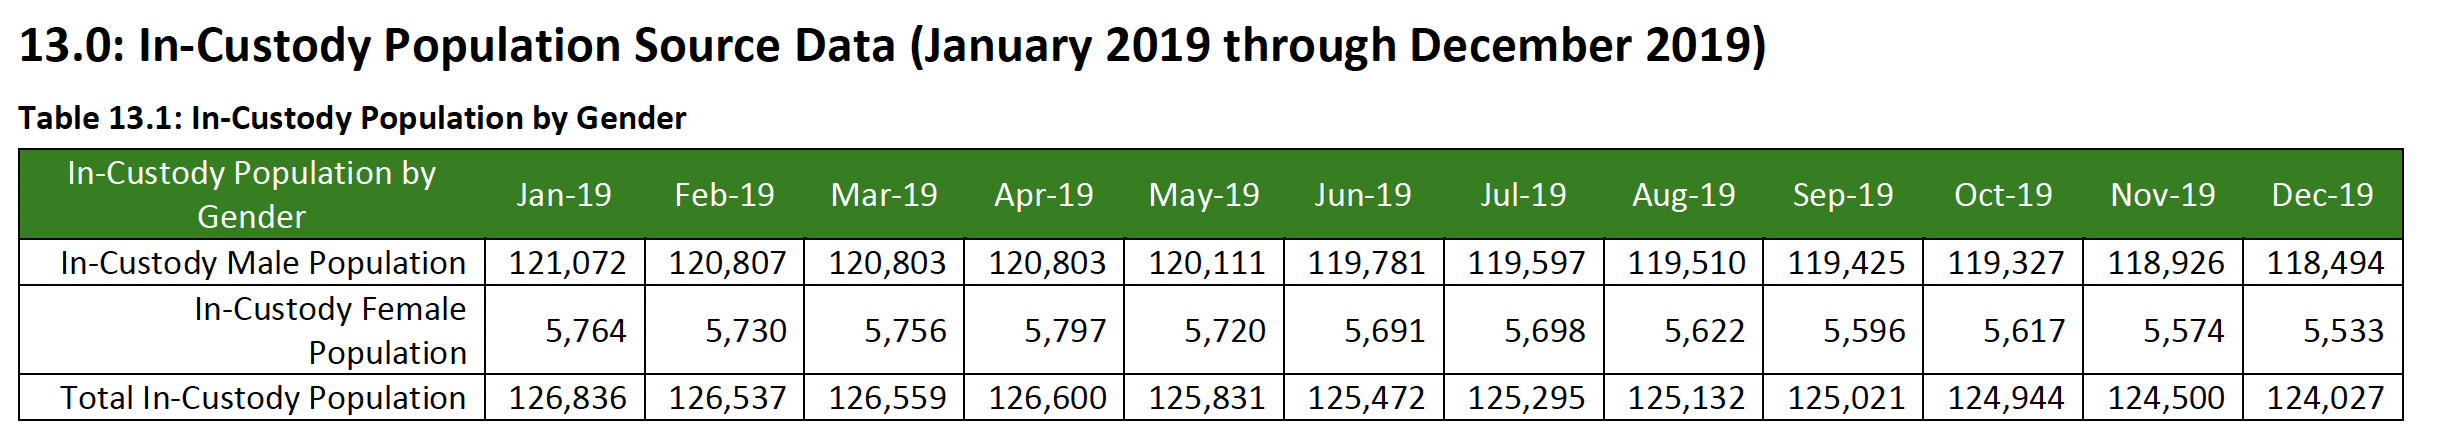 13.0: In-Custody Population Source Data (January 2019 through December 2019)
Table 13.1: In-Custody Population by Gender
In-Custody Population by Gender Jan-19 Feb-19 Mar-19 Apr-19 May-19 Jun-19 Jul-19 Aug-19 Sep-19 Oct-19 Nov-19 Dec-19
In-Custody Male Population 121,072 120,807 120,803 120,803 120,111 119,781 119,597 119,510 119,425 119,327 118,926 118,494
In-Custody Female Population 5,764 5,730 5,756 5,797 5,720 5,691 5,698 5,622 5,596 5,617 5,574 5,533
Total In-Custody Population 126,836 126,537 126,559 126,600 125,831 125,472 125,295 125,132 125,021 124,944 124,500 124,027